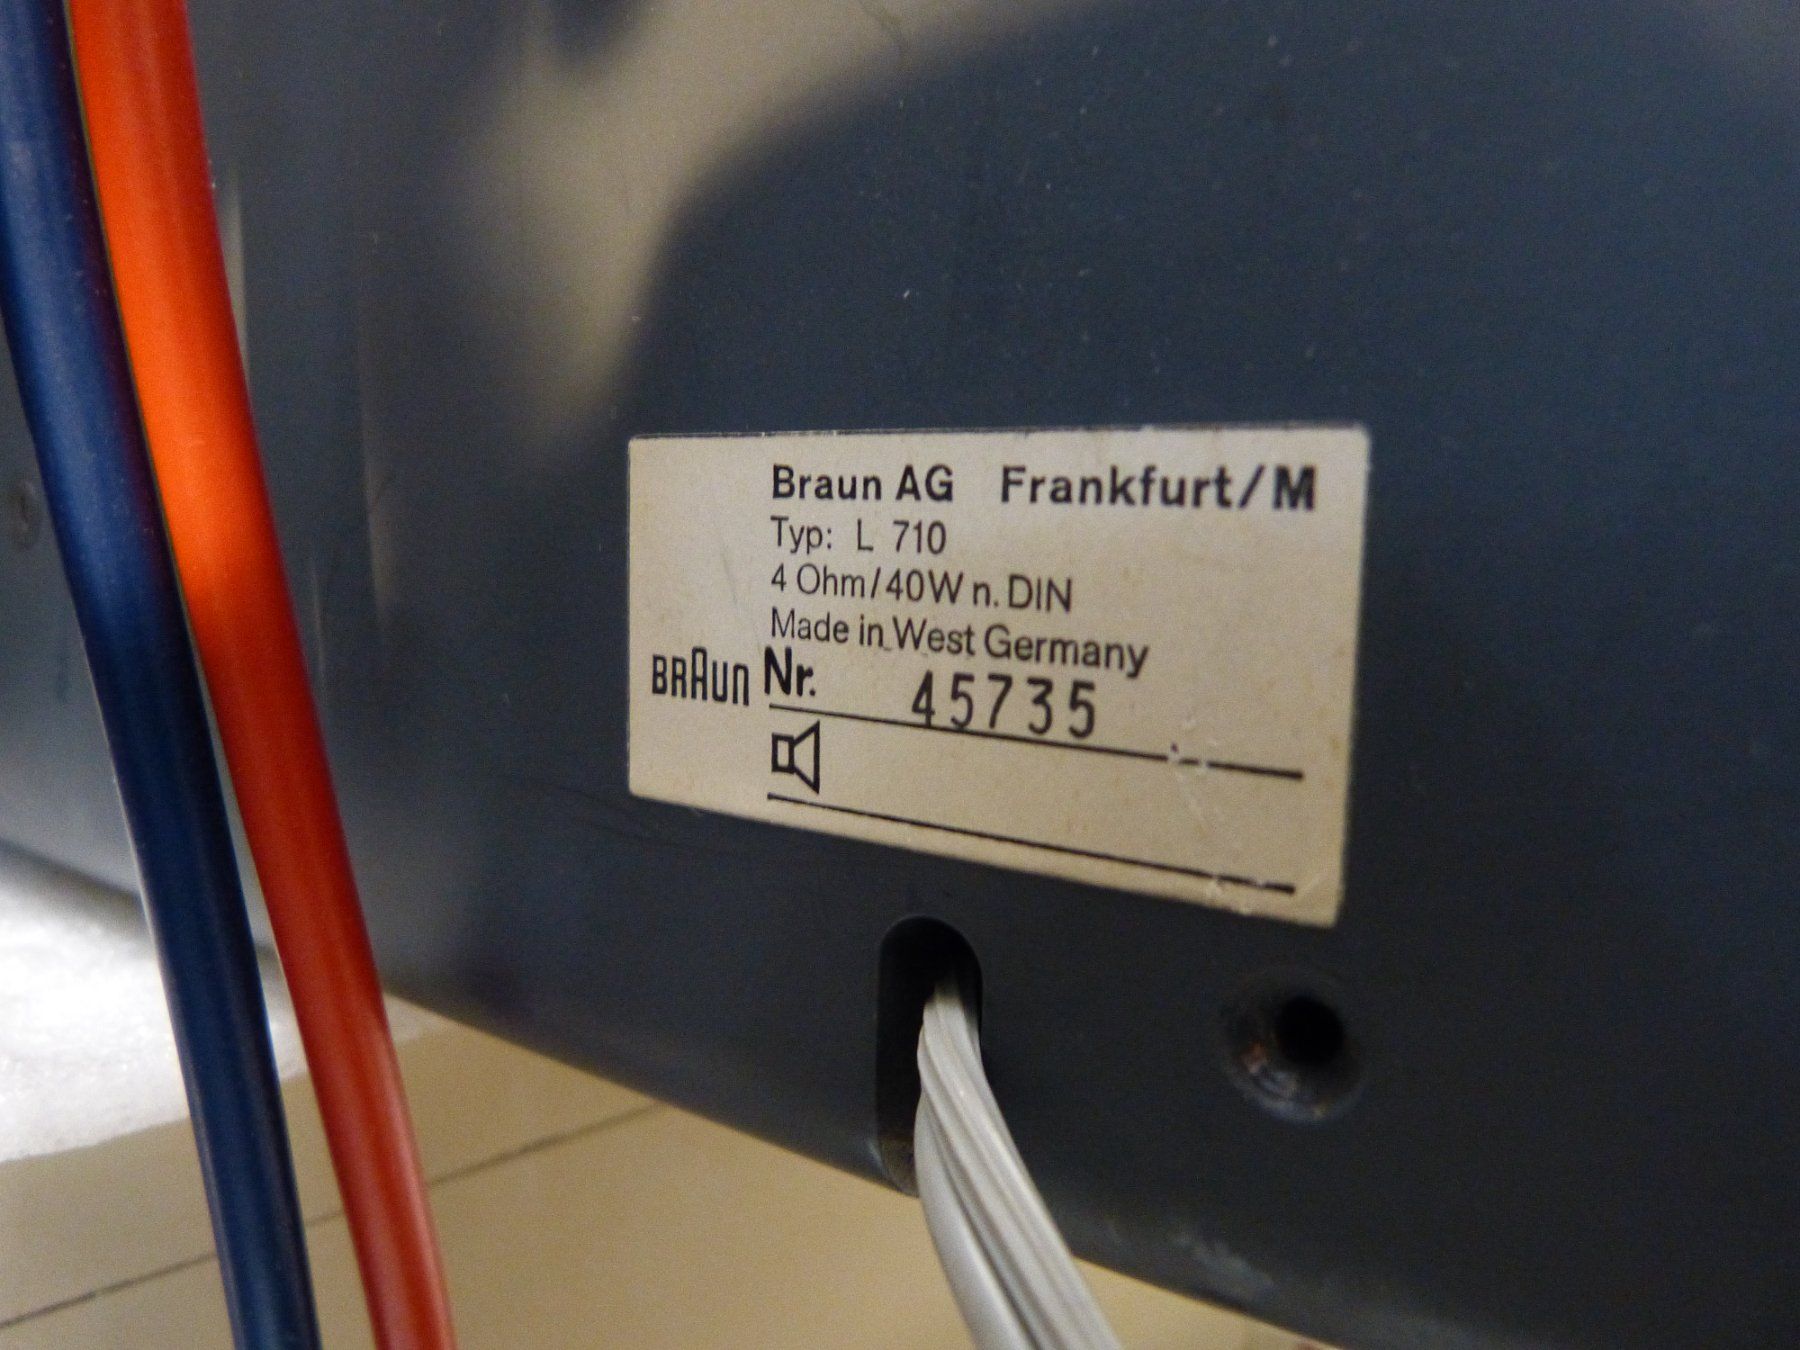 Braun AG Frankfurt/M
Typ: L 710
4 Ohm/40W n. DIN
Made in West Germany
BRAUN Nr. 45735